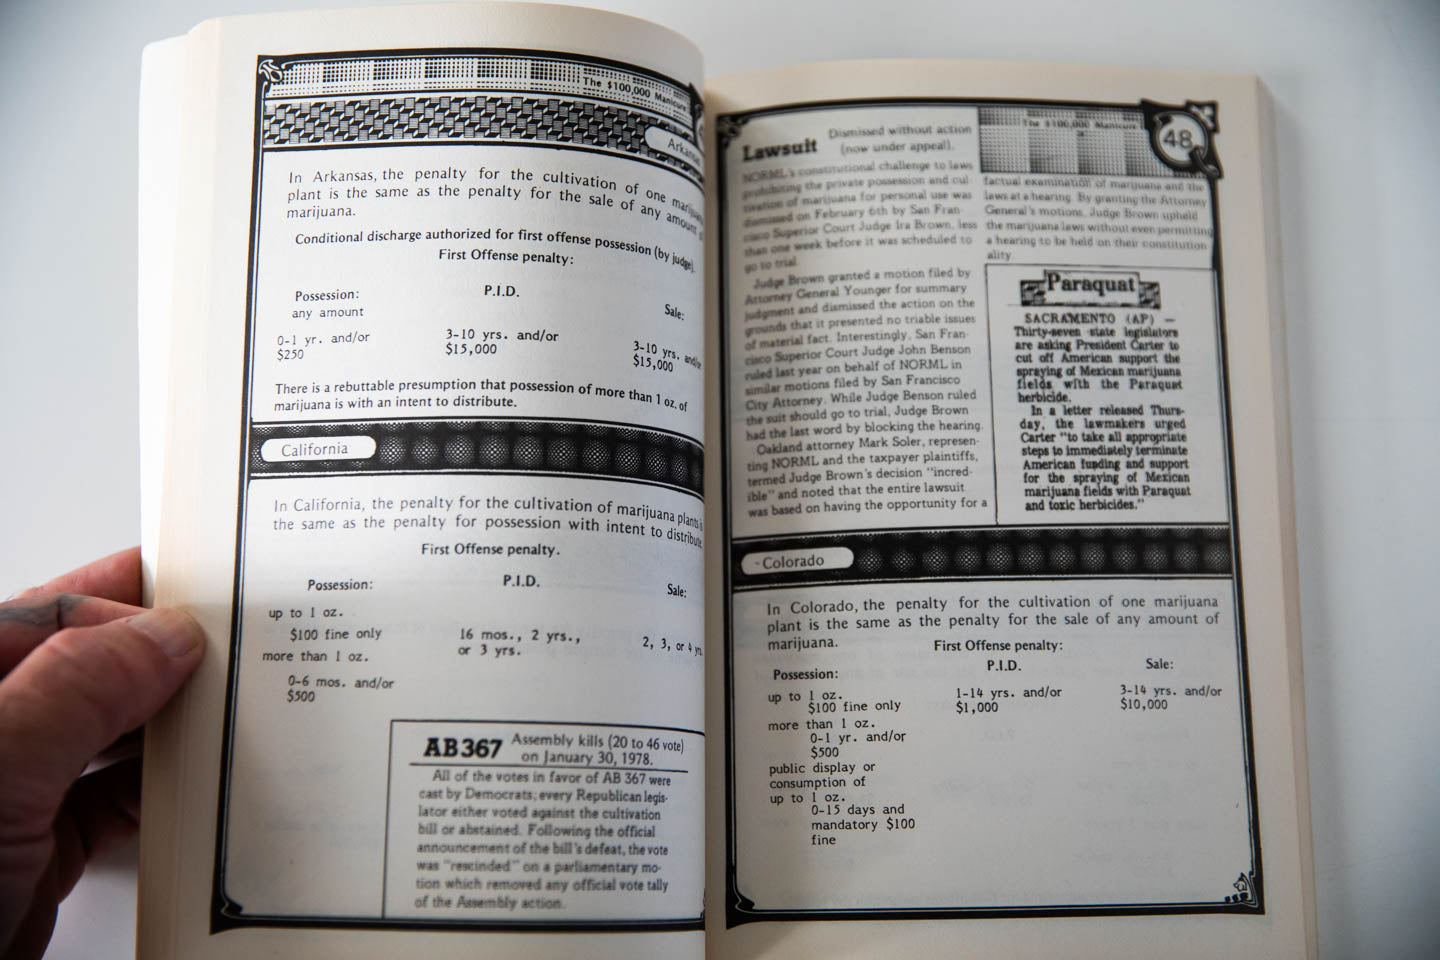 The $100,000 Manicure
Arkansas
In Arkansas, the penalty for the cultivation of one marijuana
plant is the same as the penalty for the sale of any amount of
marijuana.
Conditional discharge authorized for first offense possession (by judge).
First Offense penalty:
Possession: P.I.D. Sale:
any amount
0-1 yr. and/or 3-10 yrs. and/or 3-10 yrs. and/or
$250 $15,000 $15,000
There is a rebuttable presumption that possession of more than 1 oz. of
marijuana is with an intent to distribute.
California
In California, the penalty for the cultivation of marijuana plants is
the same as the penalty for possession with intent to distribute
First Offense penalty.
Possession: P.I.D. Sale:
up to 1 oz.
$100 fine only 16 mos., 2 yrs., 2, 3, or 4 yrs.
more than 1 oz. or 3 yrs.
0-6 mos. and/or
$500
AB 367 Assembly kills (20 to 46 vote)
on January 30, 1978.
All of the votes in favor of AB 367 were
cast by Democrats; every Republican legis-
lator either voted against the cultivation
bill or abstained. Following the official
announcement of the bill's defeat, the vote
was "rescinded" on a parliamentary mo-
tion which removed any official vote tally
of the Assembly action.
The $100,000 Manicure
48
Lawsuit Dismissed without action
(now under appeal).
NORML's constitutional challenge to laws
prohibiting the private possession and cul-
tivation of marijuana for personal use was
dismissed on February 6th by San Fran-
cisco Superior Court Judge Ira Brown, less
than one week before it was scheduled to
go to trial.
Judge Brown granted a motion filed by
Attorney General Younger for summary
judgment and dismissed the action on the
grounds that it presented no triable issues
of material fact. Interestingly, San Fran-
cisco Superior Court Judge John Benson
ruled last year on behalf of NORML in
similar motions filed by San Francisco
City Attorney. While Judge Benson ruled
the suit should go to trial, Judge Brown
had the last word by blocking the hearing.
Oakland attorney Mark Soler, represen-
ting NORML and the taxpayer plaintiffs,
termed Judge Brown's decision "incred-
ible" and noted that the entire lawsuit
was based on having the opportunity for a
factual examination of marijuana and the
laws at a hearing. By granting the Attorney
General's motions, Judge Brown upheld
the marijuana laws without even permitting
a hearing to be held on their constitution
ality
Paraquat
SACRAMENTO (AP) —
Thirty-seven state legislators
are asking President Carter to
cut off American support the
spraying of Mexican marijuana
fields with the Paraquat
herbicide.
In a letter released Thurs-
day, the lawmakers urged
Carter "to take all appropriate
steps to immediately terminate
American funding and support
for the spraying of Mexican
marijuana fields with Paraquat
and toxic herbicides."
- Colorado
In Colorado, the penalty for the cultivation of one marijuana
plant is the same as the penalty for the sale of any amount of
marijuana.
First Offense penalty:
Possession: P.I.D. Sale:
up to 1 oz. 1-14 yrs. and/or 3-14 yrs. and/or
$100 fine only $1,000 $10,000
more than 1 oz.
0-1 yr. and/or
$500
public display or
consumption of
up to 1 oz.
0-15 days and
mandatory $100
fine